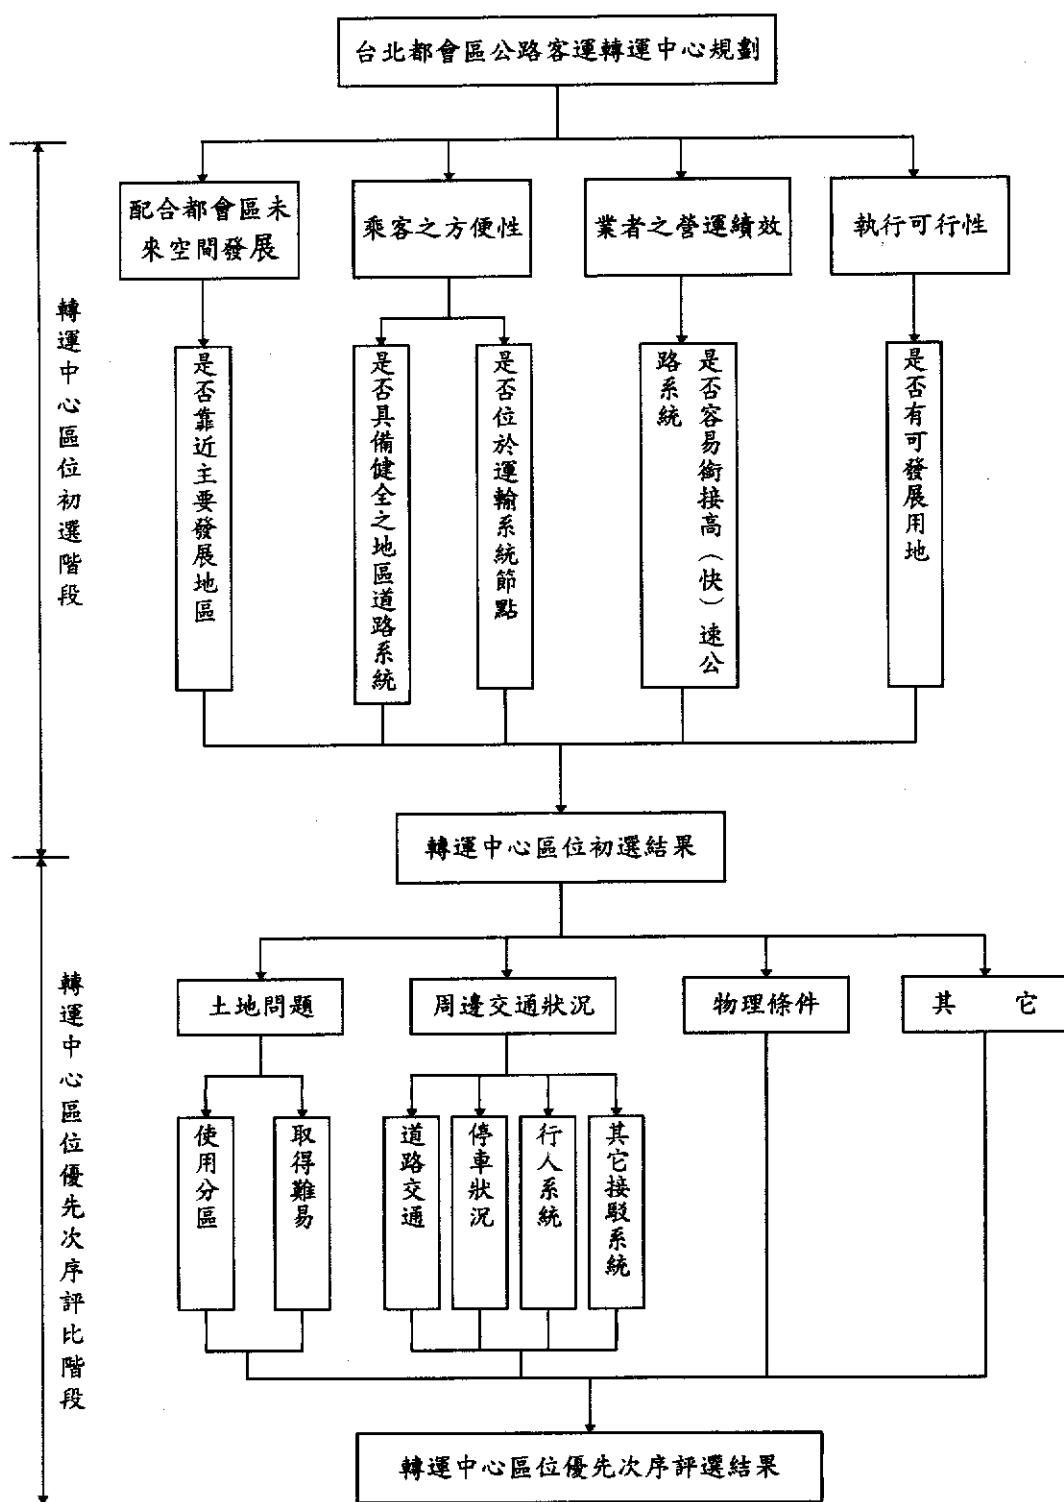 台北都會區公路客運轉運中心規劃
轉運中心區位初選階段
配合都會區未
來空間發展
乘客之方便性
業者之營運績效
執行可行性
是否靠近主要發展地區
是否具備健全之地區道路系統
是否位於運輸系統節點
是否容易銜接高（快）速公
路系統
是否有可發展用地
轉運中心區位初選結果
轉運中心區位優先次序評比階段
土地問題
周邊交通狀況
物理條件
其 它
使用分區
取得難易
道路交通
停車狀況
行人系統
其它接駁系統
轉運中心區位優先次序評選結果